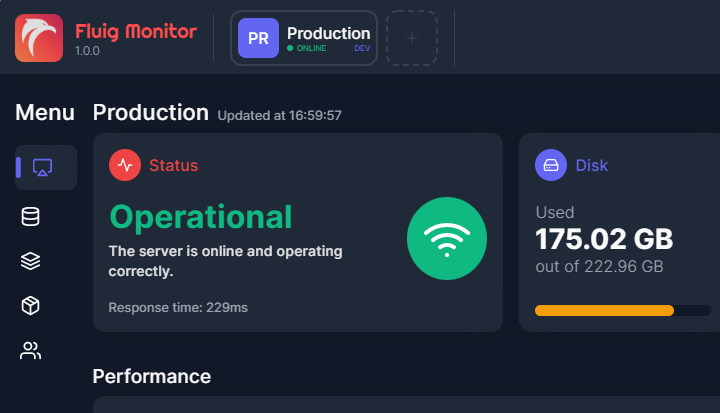 Fluig Monitor
1.0.0
PR
Production
ONLINE DEV
+
Menu
Production Updated at 16:59:57
Status
Operational
The server is online and operating
correctly.
Response time: 229ms
Disk
Used
175.02 GB
out of 222.96 GB
Performance